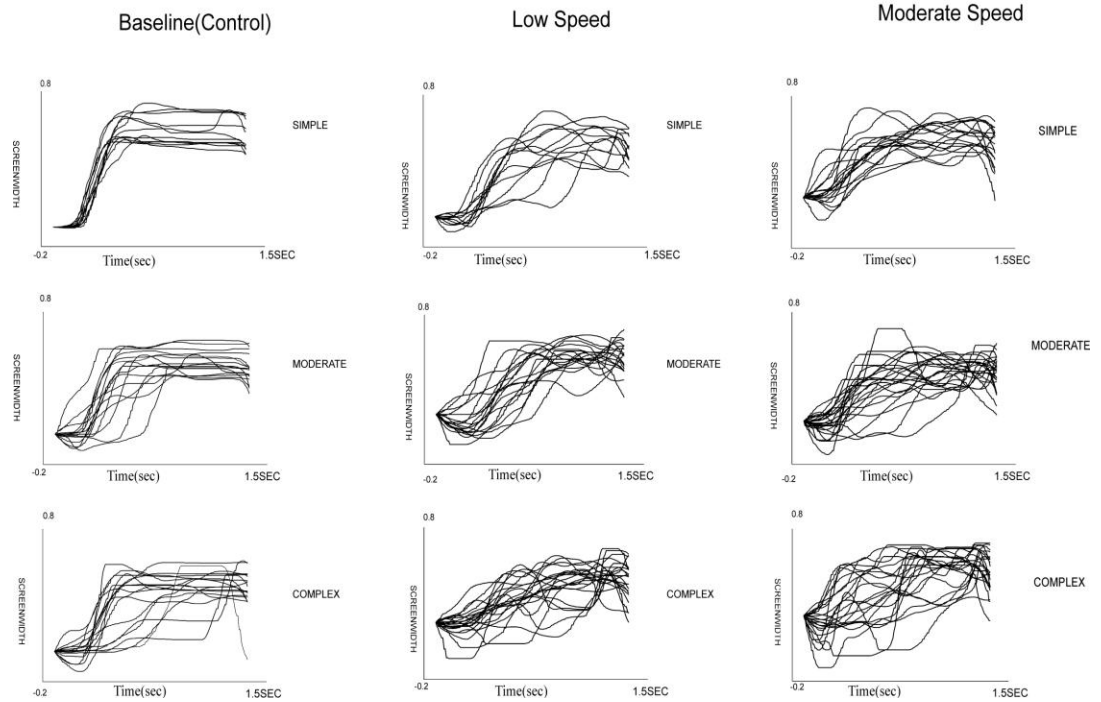 Baseline(Control) Low Speed Moderate Speed
0.8 0.8 0.8
SCREENWIDTH SIMPLE SCREENWIDTH SIMPLE SCREENWIDTH SIMPLE
-0.2 Time(sec) 1.5SEC -0.2 Time(sec) 1.5SEC -0.2 Time(sec) 1.5SEC
0.8 0.8 0.8
SCREENWIDTH MODERATE SCREENWIDTH MODERATE SCREENWIDTH MODERATE
-0.2 Time(sec) 1.5SEC -0.2 Time(sec) 1.5SEC -0.2 Time(sec) 1.5SEC
0.8 0.8 0.8
SCREENWIDTH COMPLEX SCREENWIDTH COMPLEX SCREENWIDTH COMPLEX
-0.2 Time(sec) 1.5SEC -0.2 Time(sec) 1.5SEC -0.2 Time(sec) 1.5SEC